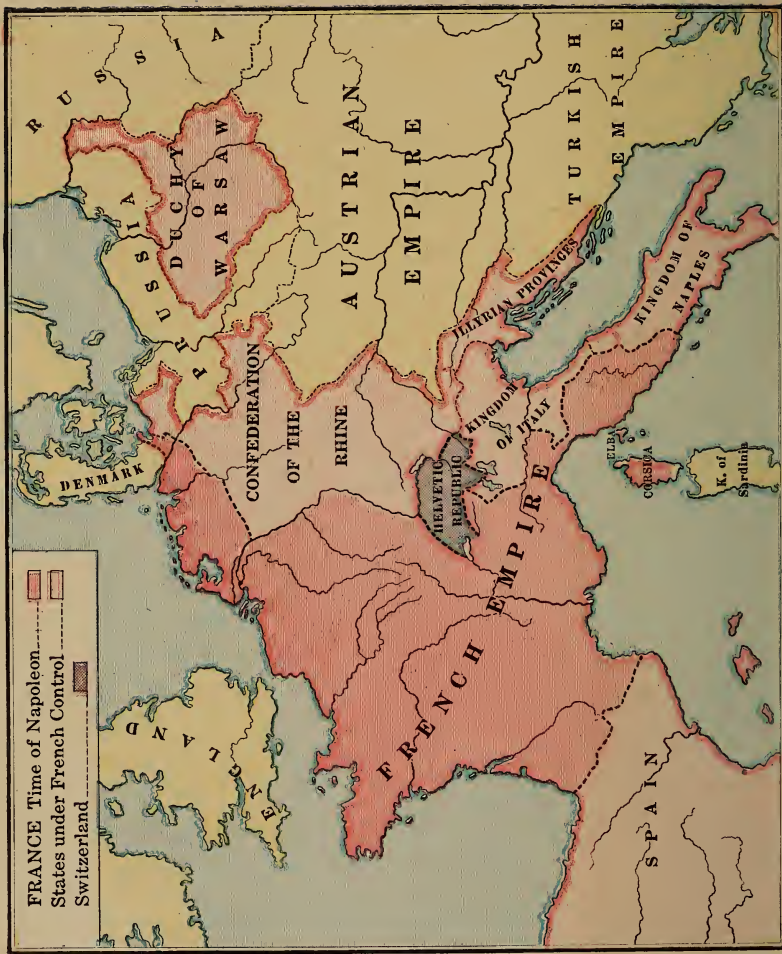 FRANCE Time of Napoleon
States under French Control
Switzerland
RUSSIA
PRUSSIA
DUCHY
OF
WARSAW
DENMARK
ENGLAND
CONFEDERATION
OF THE
RHINE
AUSTRIAN
EMPIRE
TURKISH
EMPIRE
HELVETIC
REPUBLIC
KINGDOM
OF ITALY
ILLYRIAN PROVINCES
KINGDOM OF
NAPLES
FRENCH EMPIRE
SPAIN
ELBA
CORSICA
K. of
Sardinia